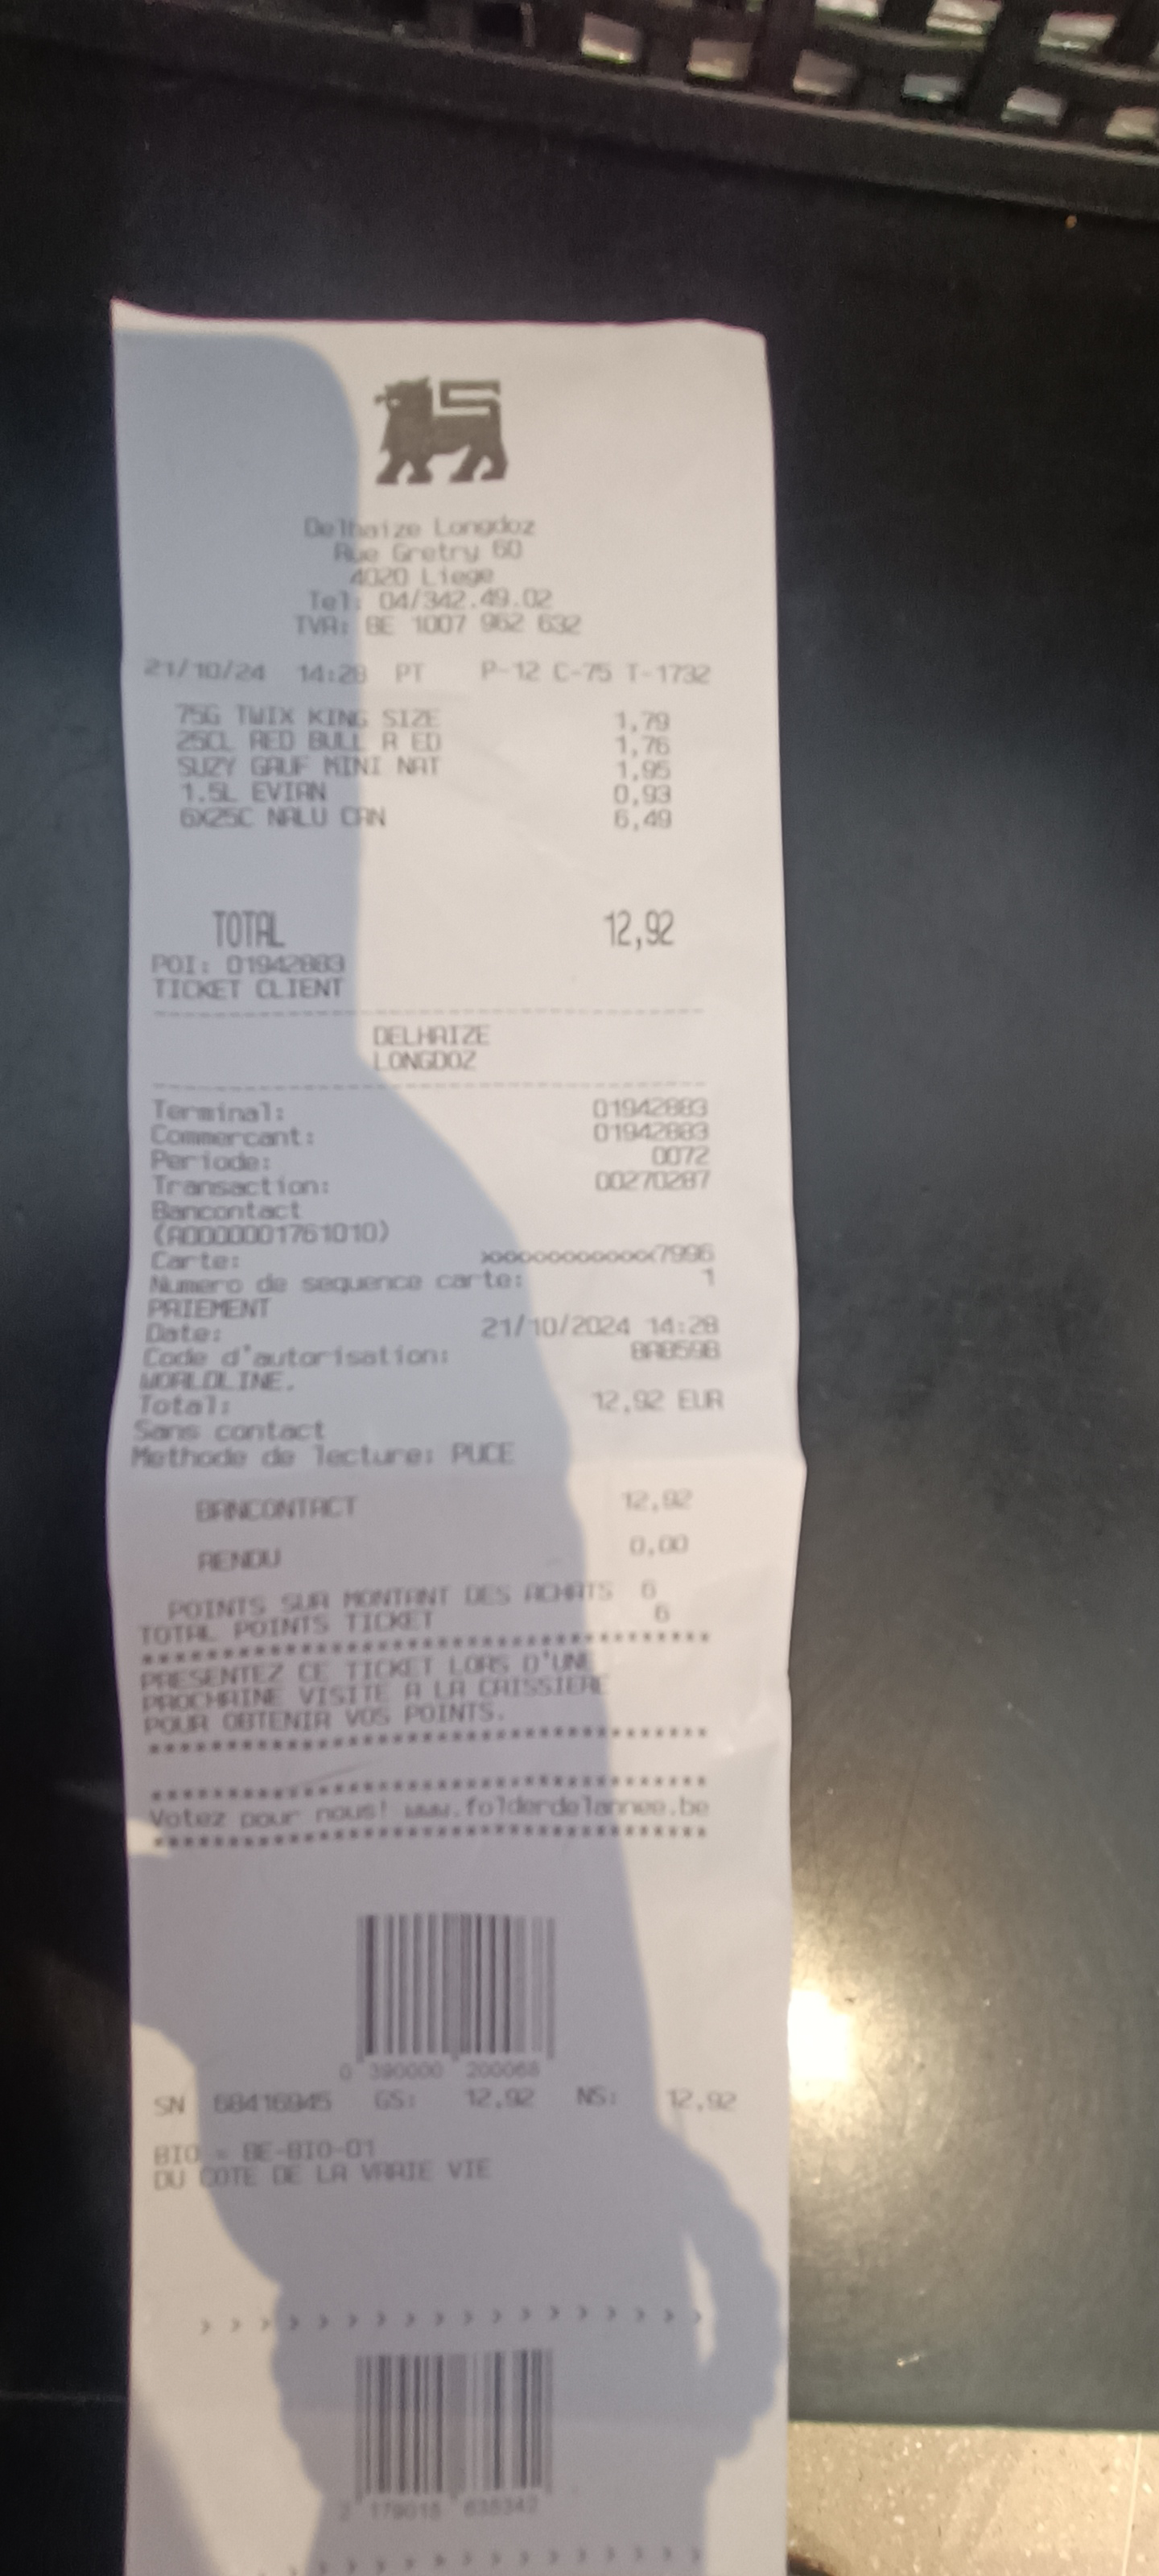 Delhaize Longdoz
Rue Gretry 60
4020 Liege
Tel: 04/342.49.02
TVA: BE 1007 962 632
21/10/24 14:28 PT P-12 C-75 T-1732
75G TWIX KING SIZE 1,79
25CL RED BULL R ED 1,76
SUZY GAUF MINI NAT 1,95
1.5L EVIAN 0,93
6X25C NALU CAN 6,49
TOTAL 12,92
POI: 01942883
TICKET CLIENT
DELHAIZE
LONGDOZ
Terminal: 01942883
Commercant: 01942883
Periode: 0072
Transaction: 00270287
Bancontact
(A0000001761010)
Carte: xxxxxxxxxxxxx7996
Numero de sequence carte: 1
PAIEMENT
Date: 21/10/2024 14:28
Code d'autorisation:
WORLDLINE.
Total: 12,92 EUR
Sans contact
Methode de lecture: PUCE
BANCONTACT 12,92
RENDU 0,00
POINTS SUR MONTANT DES ACHATS 6
TOTAL POINTS TICKET 6
PRESENTEZ CE TICKET LORS D'UNE
PROCHAINE VISITE A LA CAISSIERE
POUR OBTENIR VOS POINTS.
Votez pour nous! www.folderdelannee.be
0 390000 200068
SN 68416945 GS: 12,92 NS: 12,92
BIO = BE-BIO-01
DU COTE DE LA VRAIE VIE